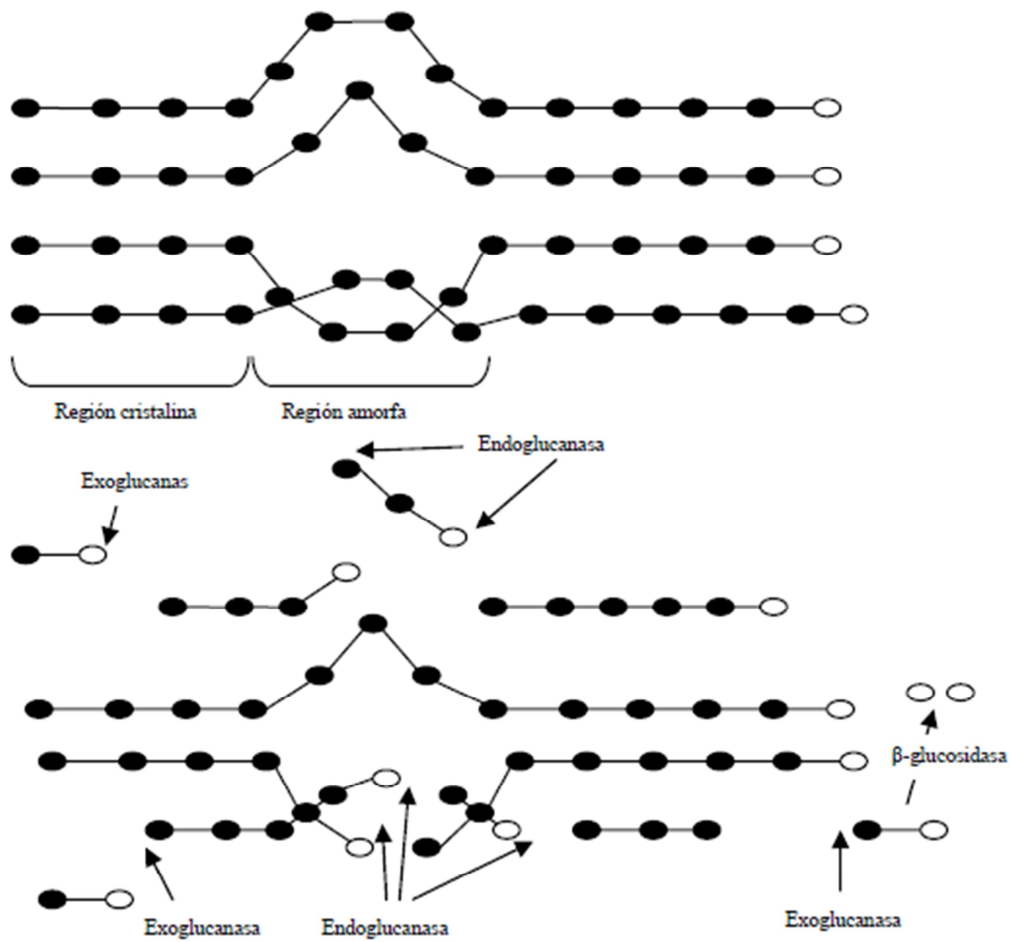 Región cristalina
Región amorfa
Endoglucanasa
Exoglucanas
β-glucosidasa
Exoglucanasa
Endoglucanasa
Exoglucanasa